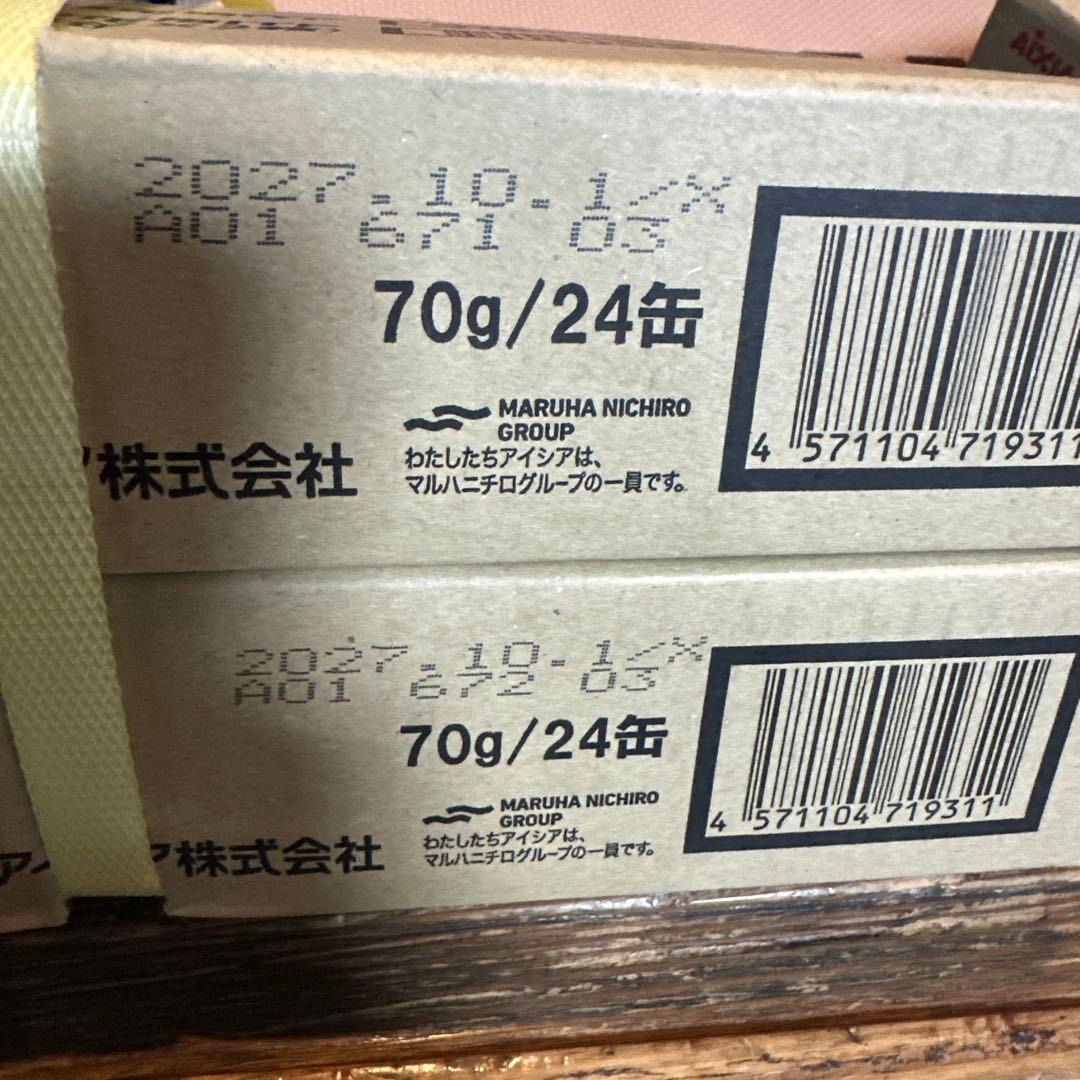 2027.10.1/X
A01 671 03
70g/24缶
MARUHA NICHIRO
GROUP
わたしたちアイシアは、
マルハニチログループの一員です。
株式会社
4 571104 719311
2027.10.1/X
A01 672 03
70g/24缶
MARUHA NICHIRO
GROUP
わたしたちアイシアは、
マルハニチログループの一員です。
ア株式会社
4 571104 719311